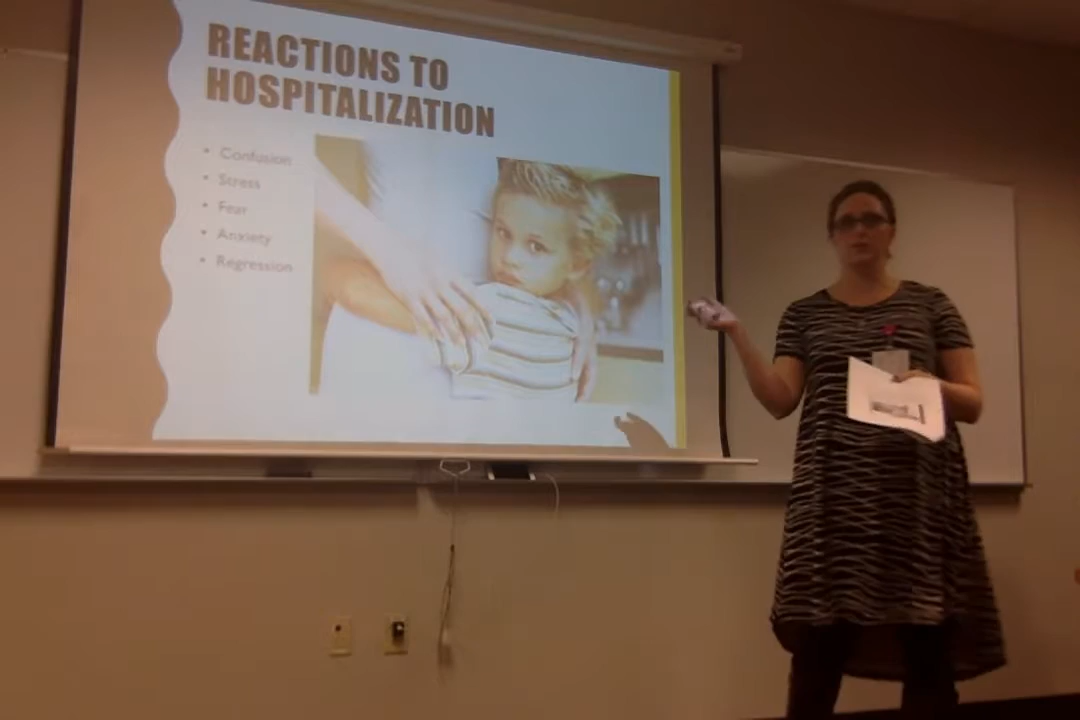 REACTIONS TO
HOSPITALIZATION
• Confusion
• Stress
• Fear
• Anxiety
• Regression